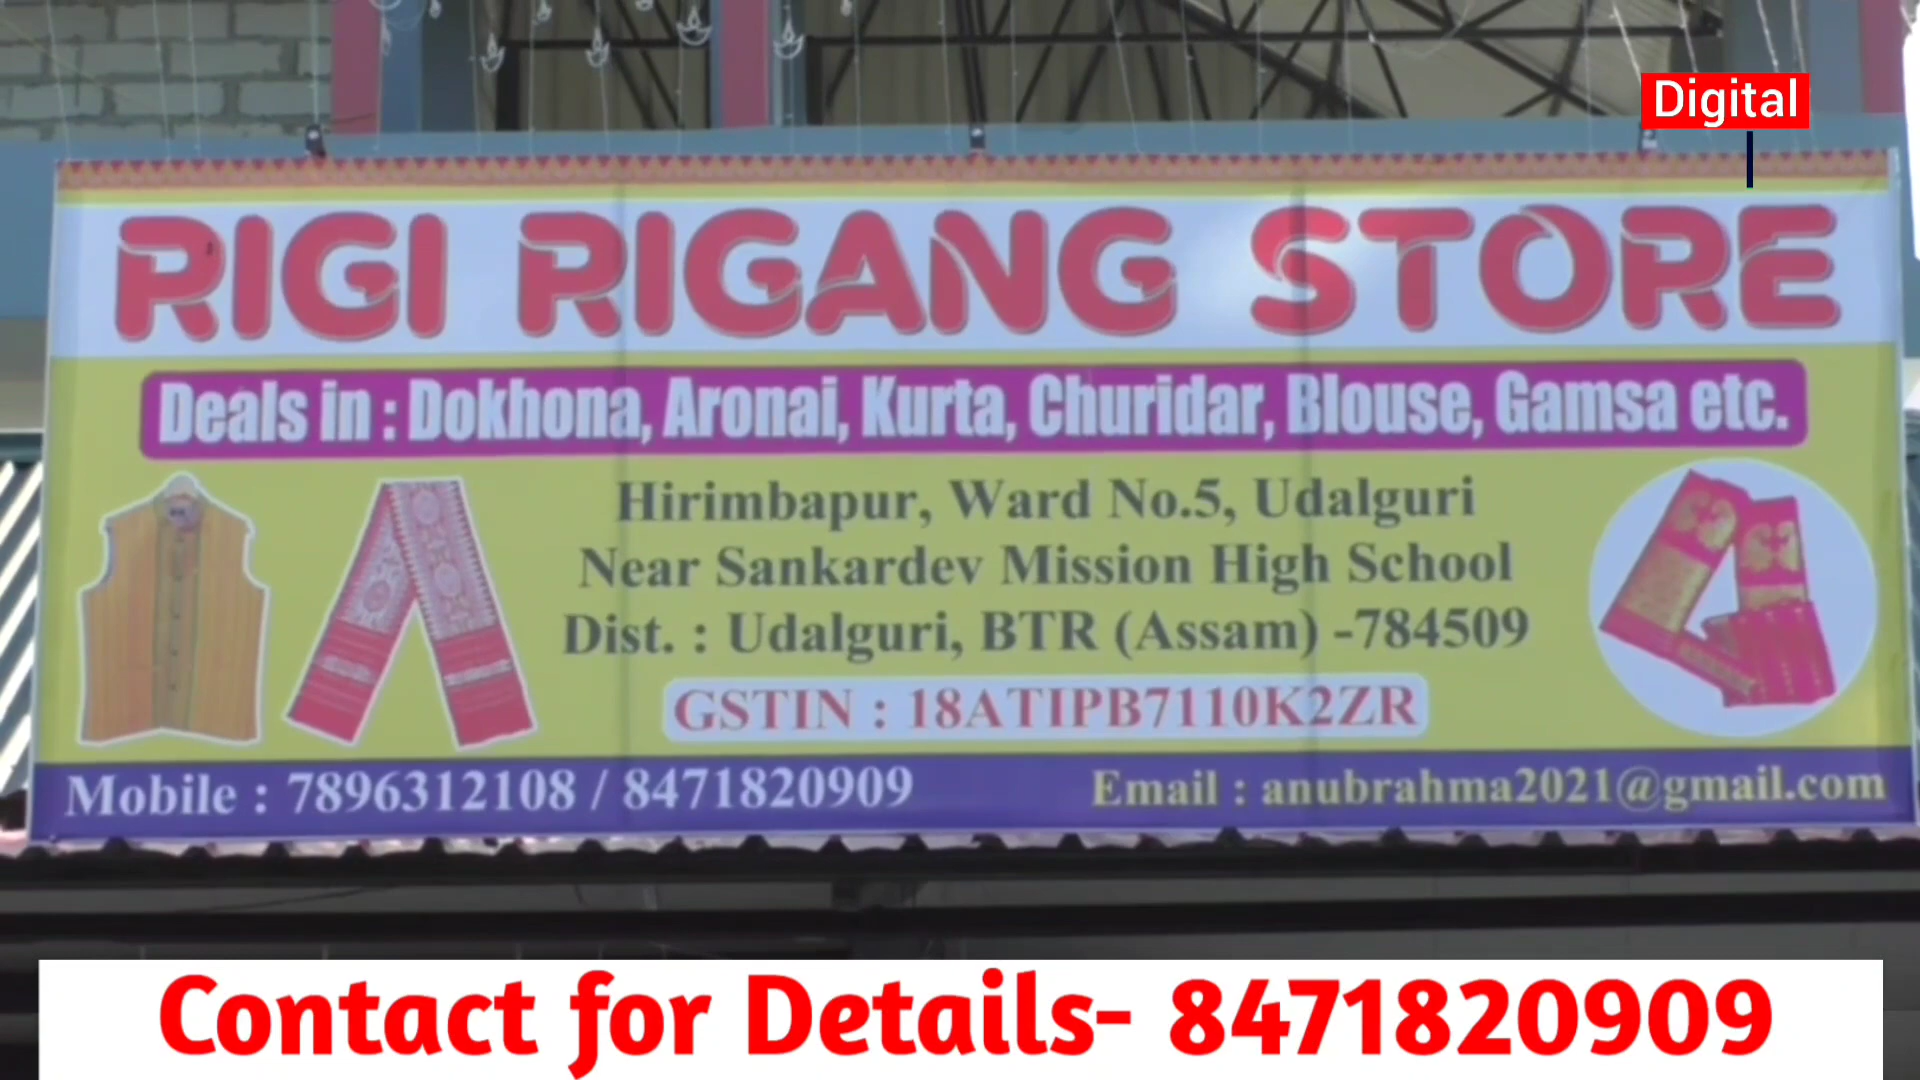 Digital
RIGI RIGANG STORE
Deals in : Dokhona, Aronai, Kurta, Churidar, Blouse, Gamsa etc.
Hirimbapur, Ward No.5, Udalguri
Near Sankardev Mission High School
Dist. : Udalguri, BTR (Assam) -784509
GSTIN : 18ATIPB7110K2ZR
Mobile : 7896312108 / 8471820909
Email : anubrahma2021@gmail.com
Contact for Details- 8471820909